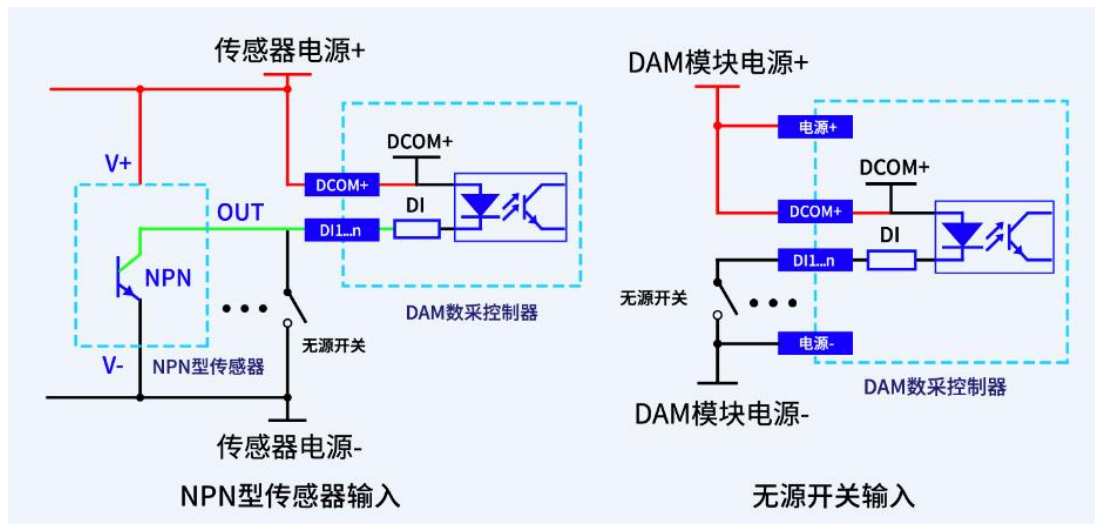 传感器电源+
V+
OUT
NPN
V-
NPN型传感器
DCOM+
DCOM+
DI
DI1...n
无源开关
DAM数采控制器
传感器电源-
NPN型传感器输入
DAM模块电源+
电源+
DCOM+
DCOM+
DI
DI1...n
无源开关
电源-
DAM数采控制器
DAM模块电源-
无源开关输入